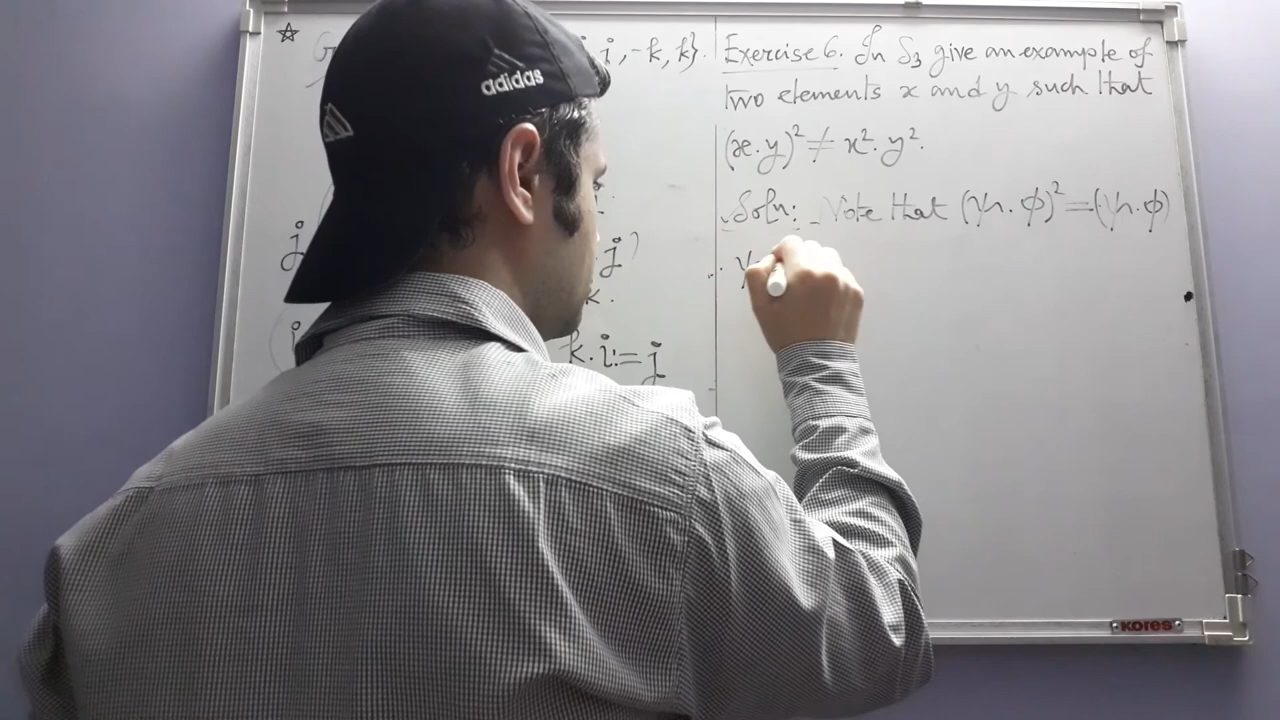 ☆ G i, -k, k}.
j
j)
k.
k.i:=j
Exercise 6. In S₃ give an example of
two elements x and y such that
(x.y)² ≠ x². y².
Soln: Note that (ψ.ϕ)² = (ψ.ϕ)
adidas
KORES